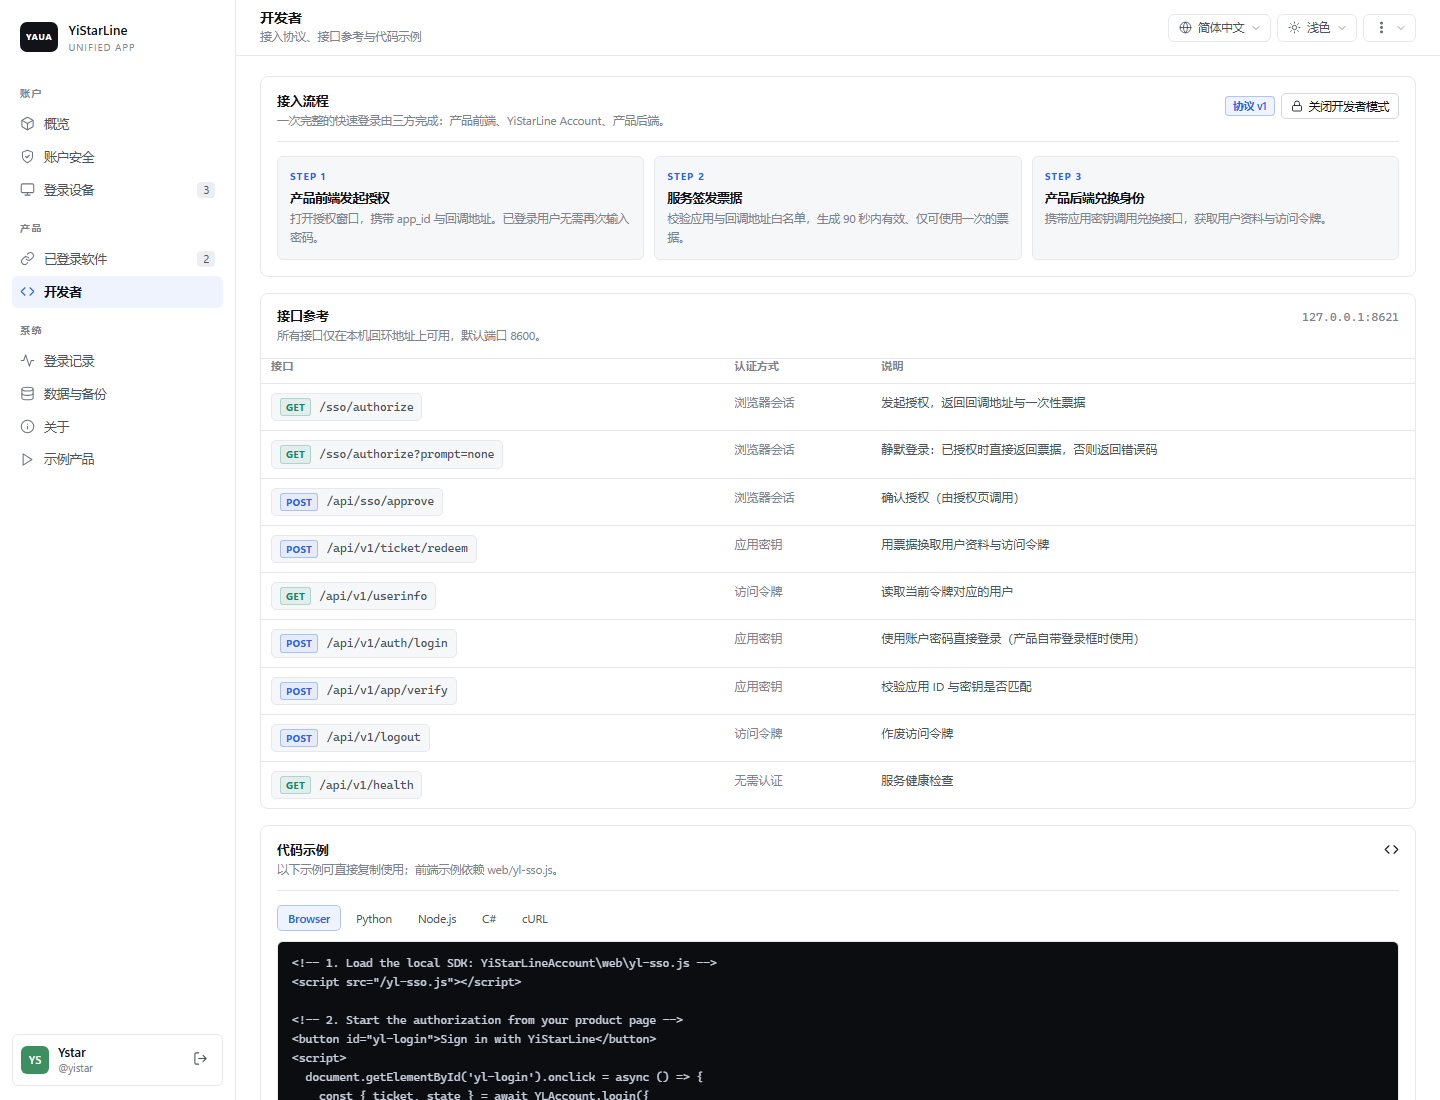 YAUA
YiStarLine
UNIFIED APP
账户
概览
账户安全
登录设备 3
产品
已登录软件 2
开发者
系统
登录记录
数据与备份
关于
示例产品
YS
Ystar
@yistar
开发者
接入协议、接口参考与代码示例
简体中文
浅色
接入流程
一次完整的快速登录由三方完成：产品前端、YiStarLine Account、产品后端。
协议 v1
关闭开发者模式
STEP 1
产品前端发起授权
打开授权窗口，携带 app_id 与回调地址。已登录用户无需再次输入
密码。
STEP 2
服务签发票据
校验应用与回调地址白名单，生成 90 秒内有效、仅可使用一次的票
据。
STEP 3
产品后端兑换身份
携带应用密钥调用兑换接口，获取用户资料与访问令牌。
接口参考
所有接口仅在本机回环地址上可用，默认端口 8600。
127.0.0.1:8621
接口 认证方式 说明
GET /sso/authorize 浏览器会话 发起授权，返回回调地址与一次性票据
GET /sso/authorize?prompt=none 浏览器会话 静默登录：已授权时直接返回票据，否则返回错误码
POST /api/sso/approve 浏览器会话 确认授权（由授权页调用）
POST /api/v1/ticket/redeem 应用密钥 用票据换取用户资料与访问令牌
GET /api/v1/userinfo 访问令牌 读取当前令牌对应的用户
POST /api/v1/auth/login 应用密钥 使用账户密码直接登录（产品自带登录框时使用）
POST /api/v1/app/verify 应用密钥 校验应用 ID 与密钥是否匹配
POST /api/v1/logout 访问令牌 作废访问令牌
GET /api/v1/health 无需认证 服务健康检查
代码示例
以下示例可直接复制使用；前端示例依赖 web/yl-sso.js。
Browser Python Node.js C# cURL
<!-- 1. Load the local SDK: YiStarLineAccount\web\yl-sso.js -->
<script src="/yl-sso.js"></script>
<!-- 2. Start the authorization from your product page -->
<button id="yl-login">Sign in with YiStarLine</button>
<script>
document.getElementById('yl-login').onclick = async () => {
const { ticket, state } = await YLAccount.login({